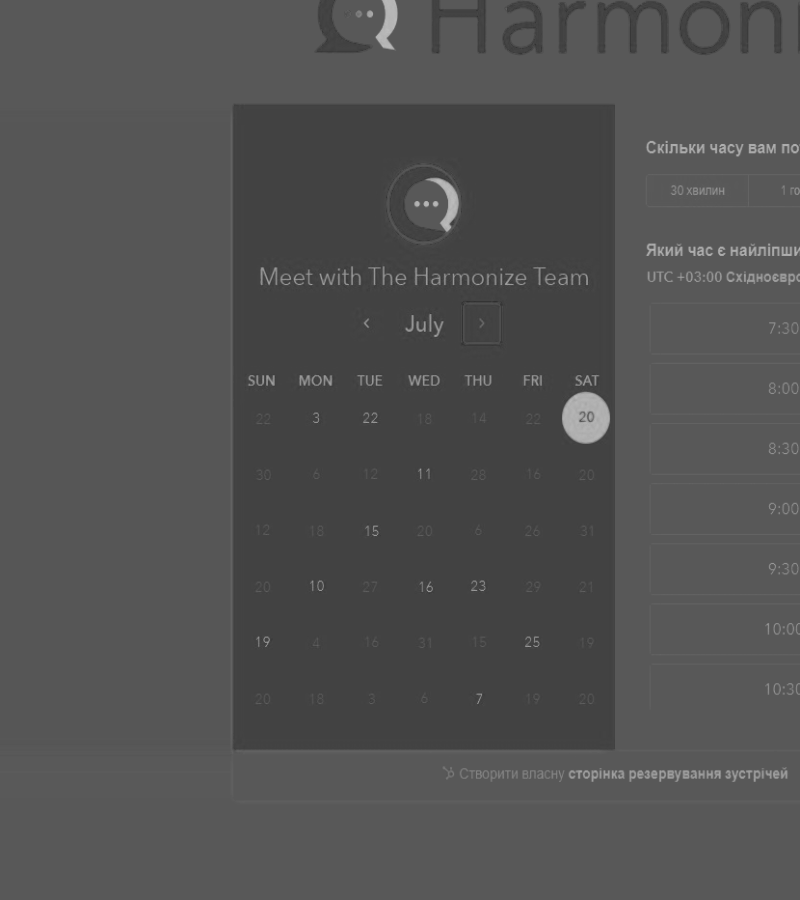 Harmoni
Meet with The Harmonize Team
July
SUN MON TUE WED THU FRI SAT
22 3 22 18 14 22 20
30 6 12 11 28 16 20
12 18 15 20 6 26 31
20 10 27 16 23 29 21
19 4 16 31 15 25 19
20 18 3 6 7 19 20
Скільки часу вам по
30 хвилин
1 го
Який час є найліпши
UTC +03:00 Східноєвро
7:30
8:00
8:30
9:00
9:30
10:00
10:30
Створити власну сторінка резервування зустрічей